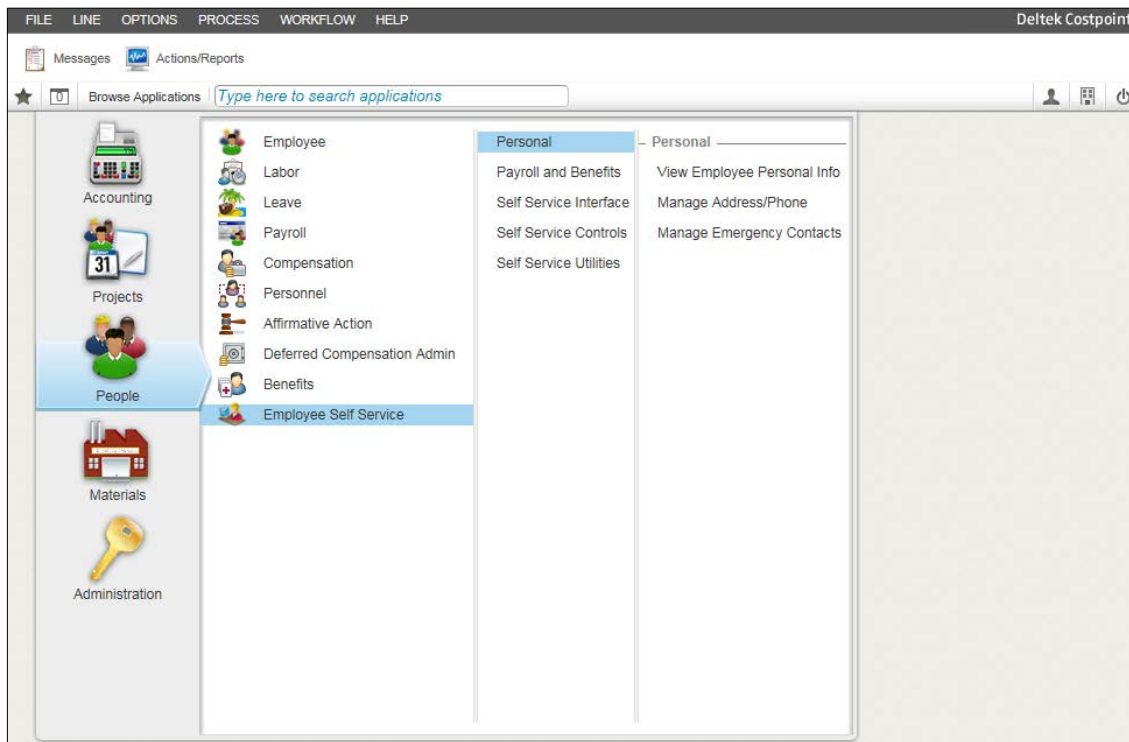 FILE LINE OPTIONS PROCESS WORKFLOW HELP Deltek Costpoint
Messages Actions/Reports
0 Browse Applications Type here to search applications
Accounting
31
Projects
People
Materials
Administration
Employee
Labor
Leave
Payroll
Compensation
Personnel
Affirmative Action
Deferred Compensation Admin
Benefits
Employee Self Service
Personal
Payroll and Benefits
Self Service Interface
Self Service Controls
Self Service Utilities
Personal
View Employee Personal Info
Manage Address/Phone
Manage Emergency Contacts